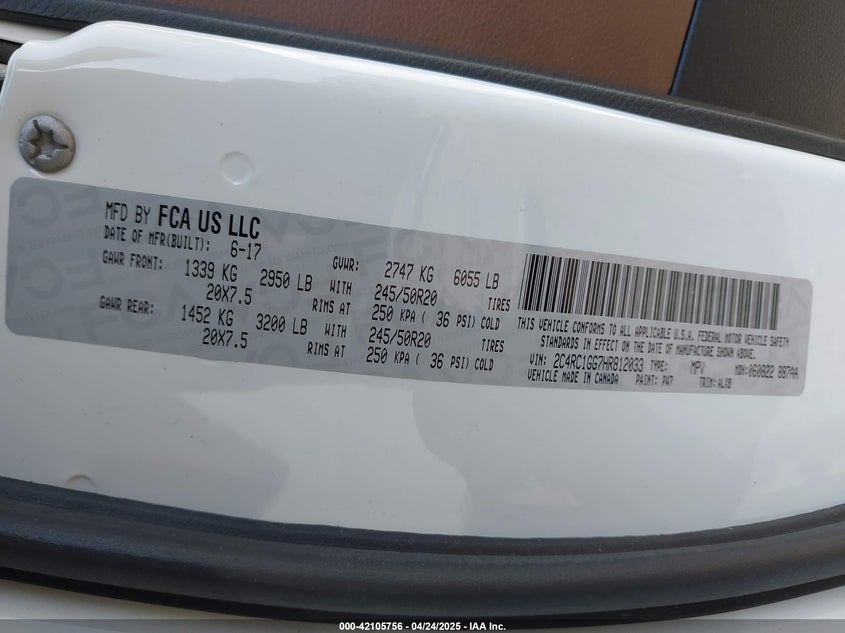 MFD BY FCA US LLC
DATE OF MFR(BUILT): 6-17
GVWR: 2747 KG 6055 LB
GAWR FRONT: 1339 KG 2950 LB WITH 245/50R20 TIRES
20X7.5 RIMS AT 250 KPA ( 36 PSI) COLD
GAWR REAR: 1452 KG 3200 LB WITH 245/50R20 TIRES
20X7.5 RIMS AT 250 KPA ( 36 PSI) COLD
THIS VEHICLE CONFORMS TO ALL APPLICABLE U.S.A. FEDERAL MOTOR VEHICLE SAFETY
STANDARDS IN EFFECT ON THE DATE OF MANUFACTURE SHOWN ABOVE.
VIN: 2C4RC1GG7HR812033 TYPE: MPV MDH:060822 887AA
VEHICLE MADE IN CANADA PAINT: PW7 TRIM:
000-42105756 - 04/24/2025 - IAA Inc.